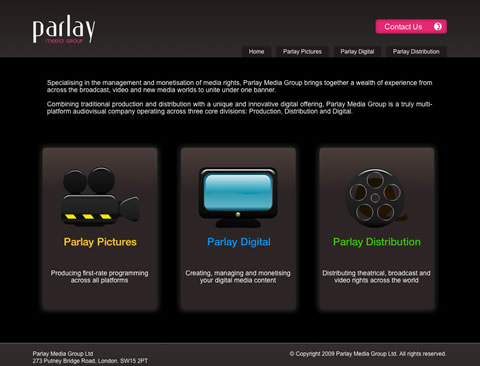 parlay
media group
Contact Us
Home Parlay Pictures Parlay Digital Parlay Distribution
Specialising in the management and monetisation of media rights, Parlay Media Group brings together a wealth of experience from
across the broadcast, video and new media worlds to unite under one banner.
Combining traditional production and distribution with a unique and innovative digital offering, Parlay Media Group is a truly multi-
platform audiovisual company operating across three core divisions: Production, Distribution and Digital.
Parlay Pictures
Producing first-rate programming
across all platforms
Parlay Digital
Creating, managing and monetising
your digital media content
Parlay Distribution
Distributing theatrical, broadcast and
video rights across the world
Parlay Media Group Ltd
273 Putney Bridge Road, London. SW15 2PT
© Copyright 2009 Parlay Media Group Ltd. All rights reserved.